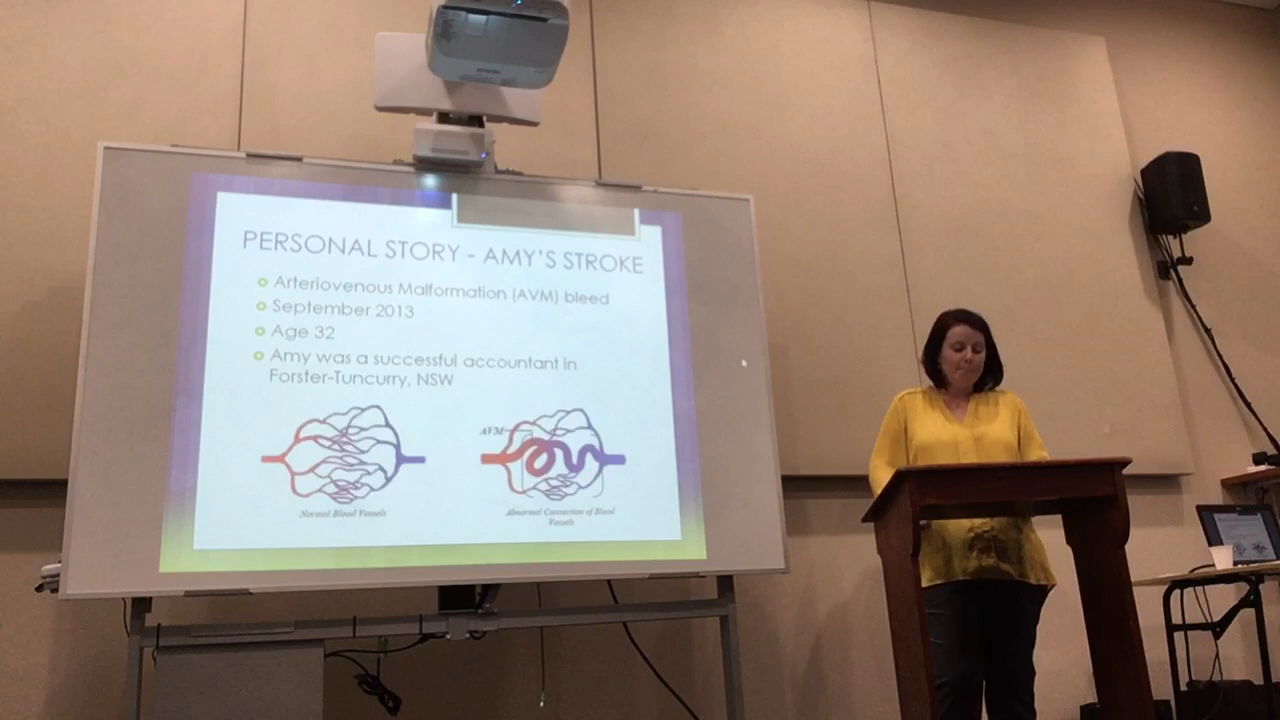 EPSON
PERSONAL STORY - AMY'S STROKE
Arteriovenous Malformation (AVM) bleed
September 2013
Age 32
Amy was a successful accountant in
Forster-Tuncurry, NSW
AVM
Normal Blood Vessels
Abnormal Connection of Blood
Vessels